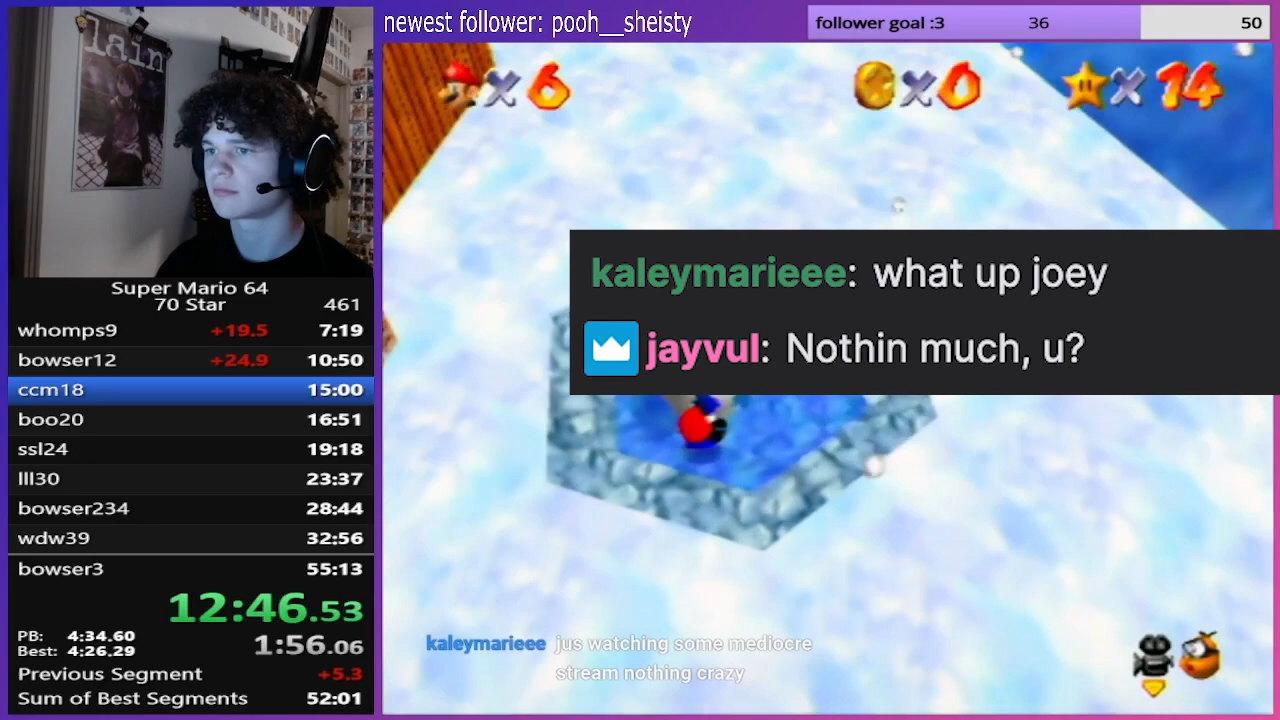 newest follower: pooh__sheisty
follower goal :3 36 50
lain
x 6
x 0
x 14
Super Mario 64
70 Star 461
whomps9 +19.5 7:19
bowser12 +24.9 10:50
ccm18 15:00
boo20 16:51
ssl24 19:18
lll30 23:37
bowser234 28:44
wdw39 32:56
bowser3 55:13
12:46.53
PB: 4:34.60
Best: 4:26.29
1:56.06
Previous Segment +5.3
Sum of Best Segments 52:01
kaleymarieee: what up joey
jayvul: Nothin much, u?
kaleymarieee jus watching some mediocre
stream nothing crazy